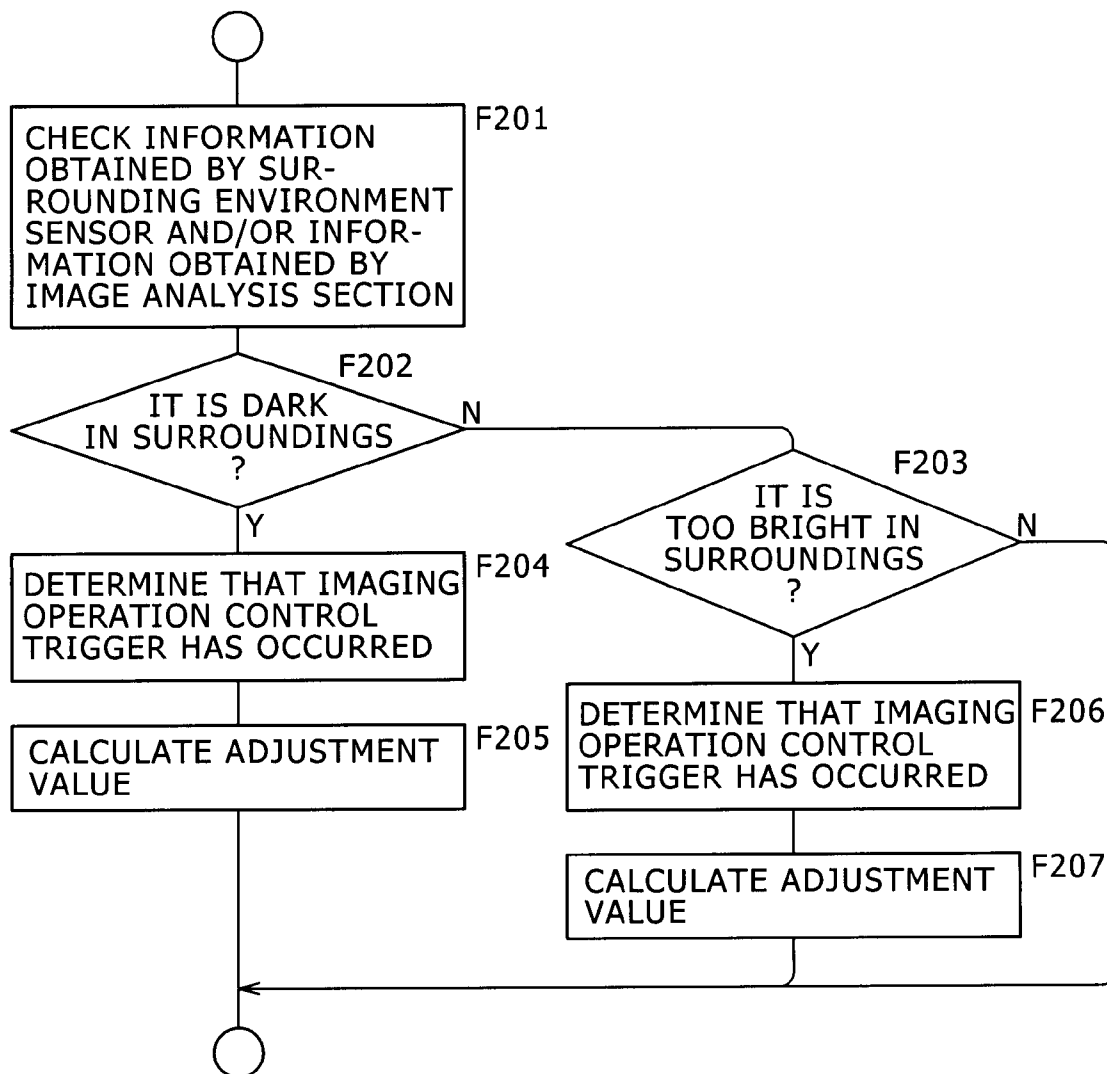 F201
CHECK INFORMATION
OBTAINED BY SUR-
ROUNDING ENVIRONMENT
SENSOR AND/OR INFOR-
MATION OBTAINED BY
IMAGE ANALYSIS SECTION
F202
IT IS DARK
IN SURROUNDINGS
?
N
Y
F203
IT IS
TOO BRIGHT IN
SURROUNDINGS
?
N
Y
F204
DETERMINE THAT IMAGING
OPERATION CONTROL
TRIGGER HAS OCCURRED
F205
CALCULATE ADJUSTMENT
VALUE
F206
DETERMINE THAT IMAGING
OPERATION CONTROL
TRIGGER HAS OCCURRED
F207
CALCULATE ADJUSTMENT
VALUE